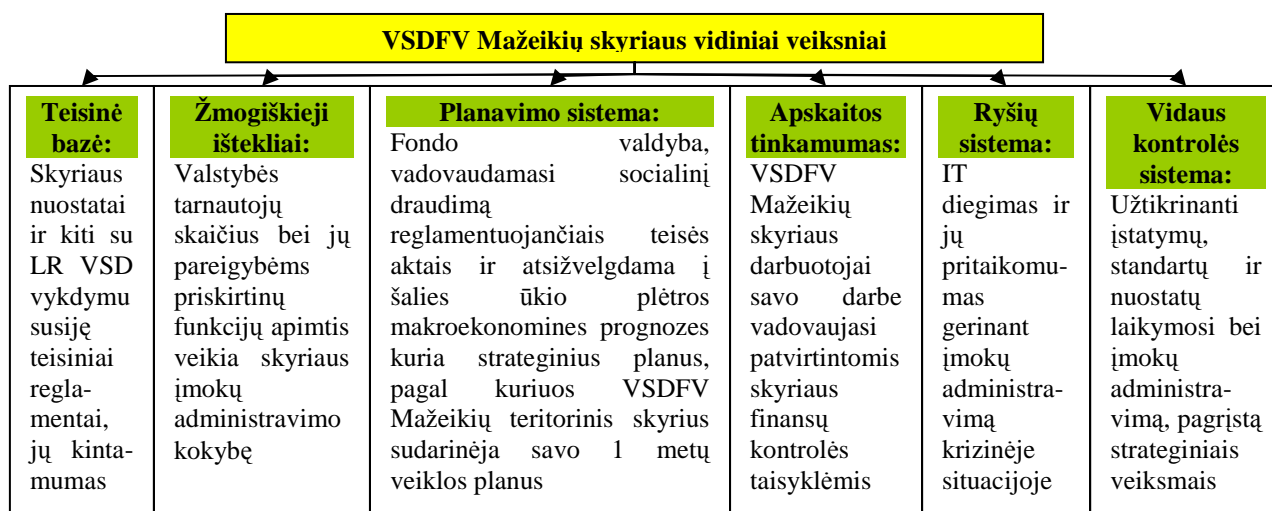 VSDFV Mažeikių skyriaus vidiniai veiksniai
Teisinė
bazė:
Skyriaus
nuostatai
ir kiti su
LR VSD
vykdymu
susiję
teisiniai
regla-
mentai,
jų kinta-
mumas
Žmogiškieji
ištekliai:
Valstybės
tarnautojų
skaičius bei jų
pareigybėms
priskirtinų
funkcijų apimtis
veikia skyriaus
įmokų
administravimo
kokybę
Planavimo sistema:
Fondo valdyba,
vadovaudamasi socialinį
draudimą
reglamentuojančiais teisės
aktais ir atsižvelgdama į
šalies ūkio plėtros
makroekonomines prognozes
kuria strateginius planus,
pagal kuriuos VSDFV
Mažeikių teritorinis skyrius
sudarinėja savo 1 metų
veiklos planus
Apskaitos
tinkamumas:
VSDFV
Mažeikių
skyriaus
darbuotojai
savo darbe
vadovaujasi
patvirtintomis
skyriaus
finansų
kontrolės
taisyklėmis
Ryšių
sistema:
IT
diegimas ir
jų
pritaikomu-
mas
gerinant
įmokų
administra-
vimą
krizinėje
situacijoje
Vidaus
kontrolės
sistema:
Užtikrinanti
įstatymų,
standartų ir
nuostatų
laikymosi bei
įmokų
administra-
vimą, pagrįstą
strateginiais
veiksmais